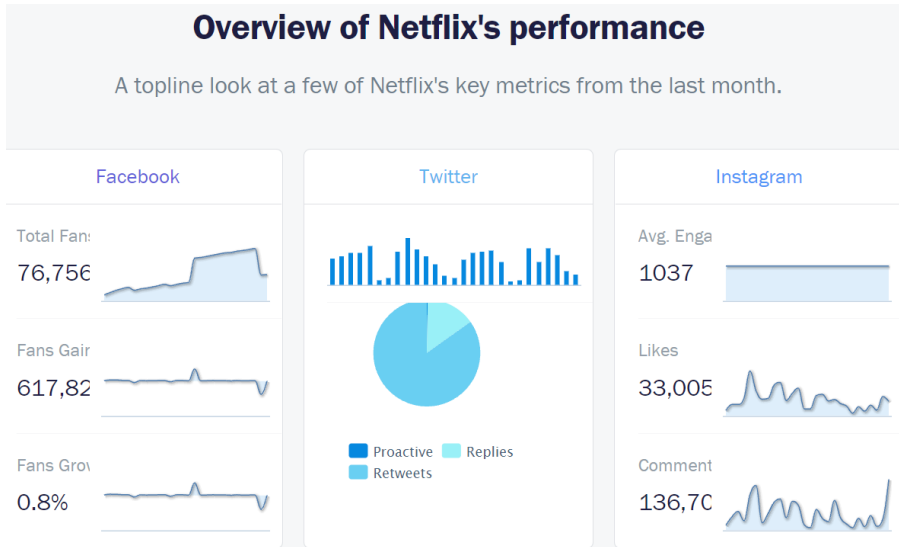 Overview of Netflix's performance
A topline look at a few of Netflix's key metrics from the last month.
Facebook
Total Fans
76,756
Fans Gair
617,82
Fans Grov
0.8%
Twitter
Proactive
Replies
Retweets
Instagram
Avg. Enga
1037
Likes
33,005
Comment
136,70